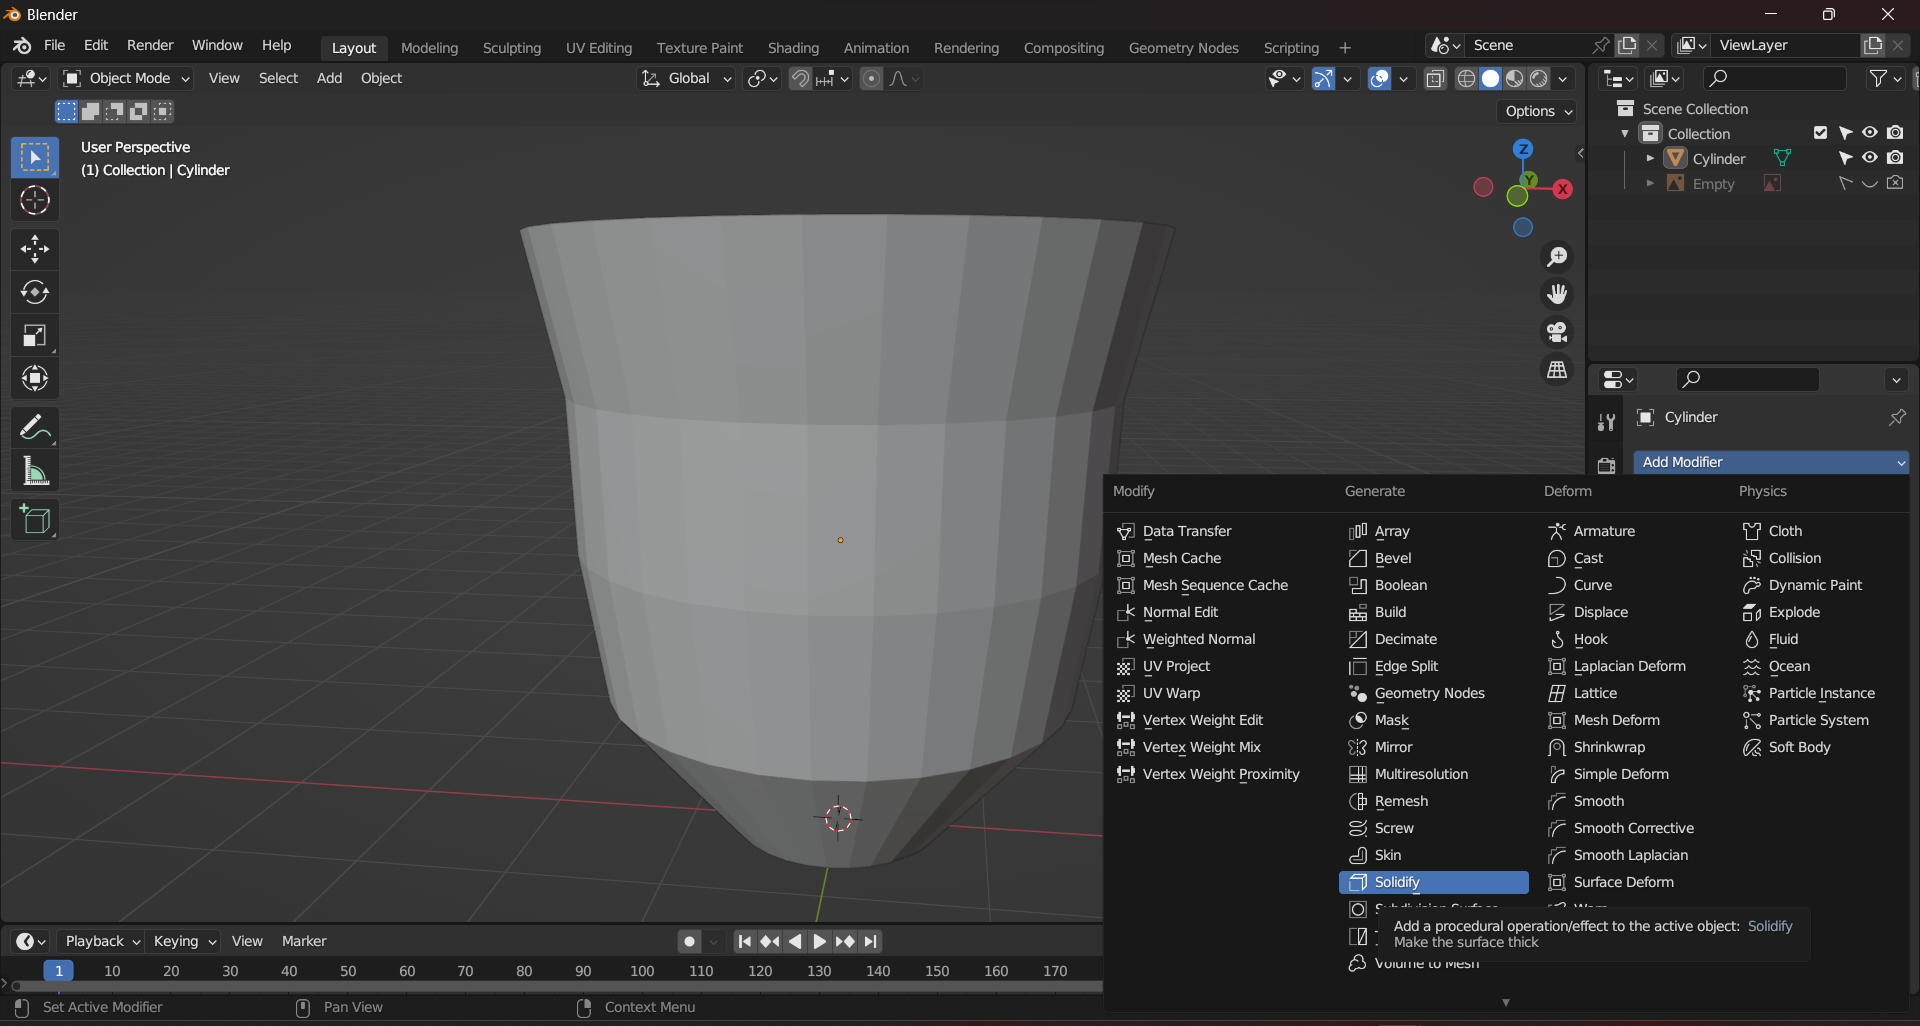 Blender
File Edit Render Window Help Layout Modeling Sculpting UV Editing Texture Paint Shading Animation Rendering Compositing Geometry Nodes Scripting + Scene ViewLayer
Object Mode View Select Add Object Global
Options
User Perspective
(1) Collection | Cylinder
Z
Y
X
Scene Collection
Collection
Cylinder
Empty
Cylinder
Add Modifier
Modify Generate Deform Physics
Data Transfer Array Armature Cloth
Mesh Cache Bevel Cast Collision
Mesh Sequence Cache Boolean Curve Dynamic Paint
Normal Edit Build Displace Explode
Weighted Normal Decimate Hook Fluid
UV Project Edge Split Laplacian Deform Ocean
UV Warp Geometry Nodes Lattice Particle Instance
Vertex Weight Edit Mask Mesh Deform Particle System
Vertex Weight Mix Mirror Shrinkwrap Soft Body
Vertex Weight Proximity Multiresolution Simple Deform
Remesh Smooth
Screw Smooth Corrective
Skin Smooth Laplacian
Solidify Surface Deform
Add a procedural operation/effect to the active object: Solidify
Make the surface thick
Volume to Mesh
Playback Keying View Marker
1 10 20 30 40 50 60 70 80 90 100 110 120 130 140 150 160 170
Set Active Modifier Pan View Context Menu